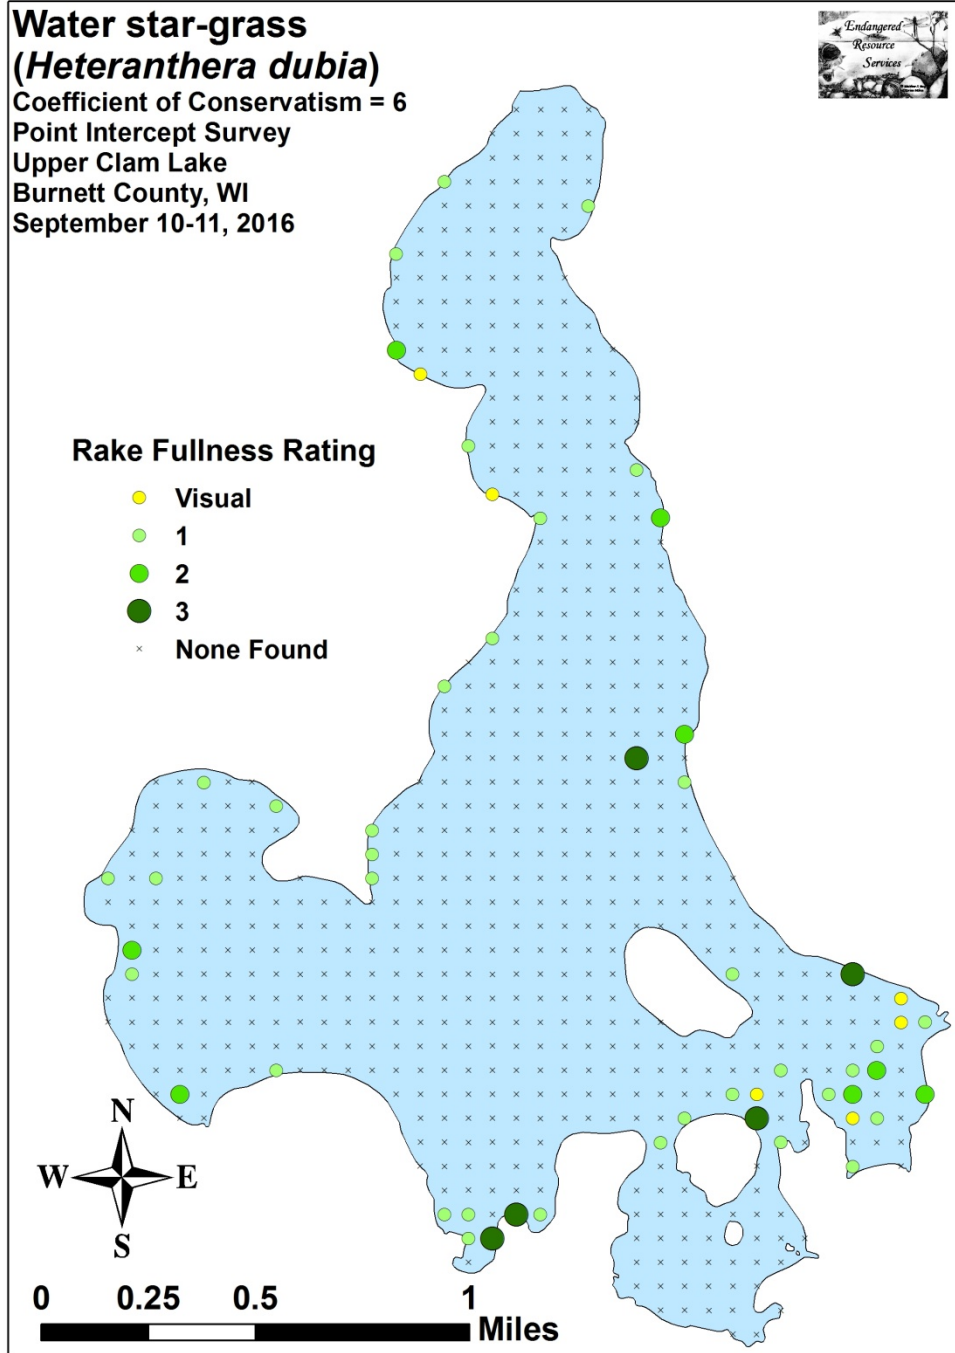 Water star-grass
(Heteranthera dubia)
Coefficient of Conservatism = 6
Point Intercept Survey
Upper Clam Lake
Burnett County, WI
September 10-11, 2016
Endangered
Resource
Services
Rake Fullness Rating
Visual
1
2
3
None Found
N
W E
S
0 0.25 0.5 1
Miles